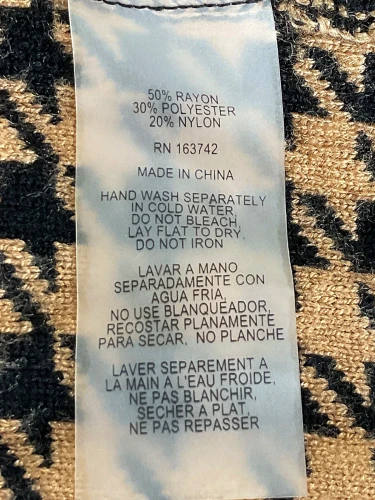 50% RAYON
30% POLYESTER
20% NYLON
RN 163742
MADE IN CHINA
HAND WASH SEPARATELY
IN COLD WATER,
DO NOT BLEACH,
LAY FLAT TO DRY,
DO NOT IRON
LAVAR A MANO
SEPARADAMENTE CON
AGUA FRIA,
NO USE BLANQUEADOR,
RECOSTAR PLANAMENTE
PARA SECAR, NO PLANCHE
LAVER SEPAREMENT A
LA MAIN A L'EAU FROIDE,
NE PAS BLANCHIR,
SECHER A PLAT,
NE PAS REPASSER